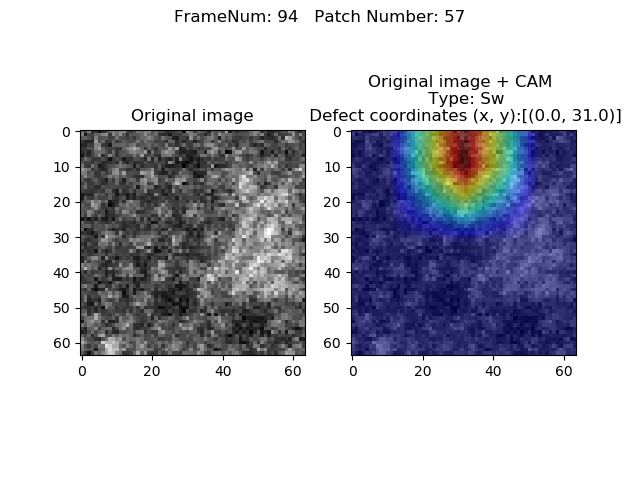 FrameNum: 94   Patch Number: 57
Original image
Original image + CAM
Type: Sw
Defect coordinates (x, y):[(0.0, 31.0)]
0
10
20
30
40
50
60
0 20 40 60
0
10
20
30
40
50
60
0 20 40 60